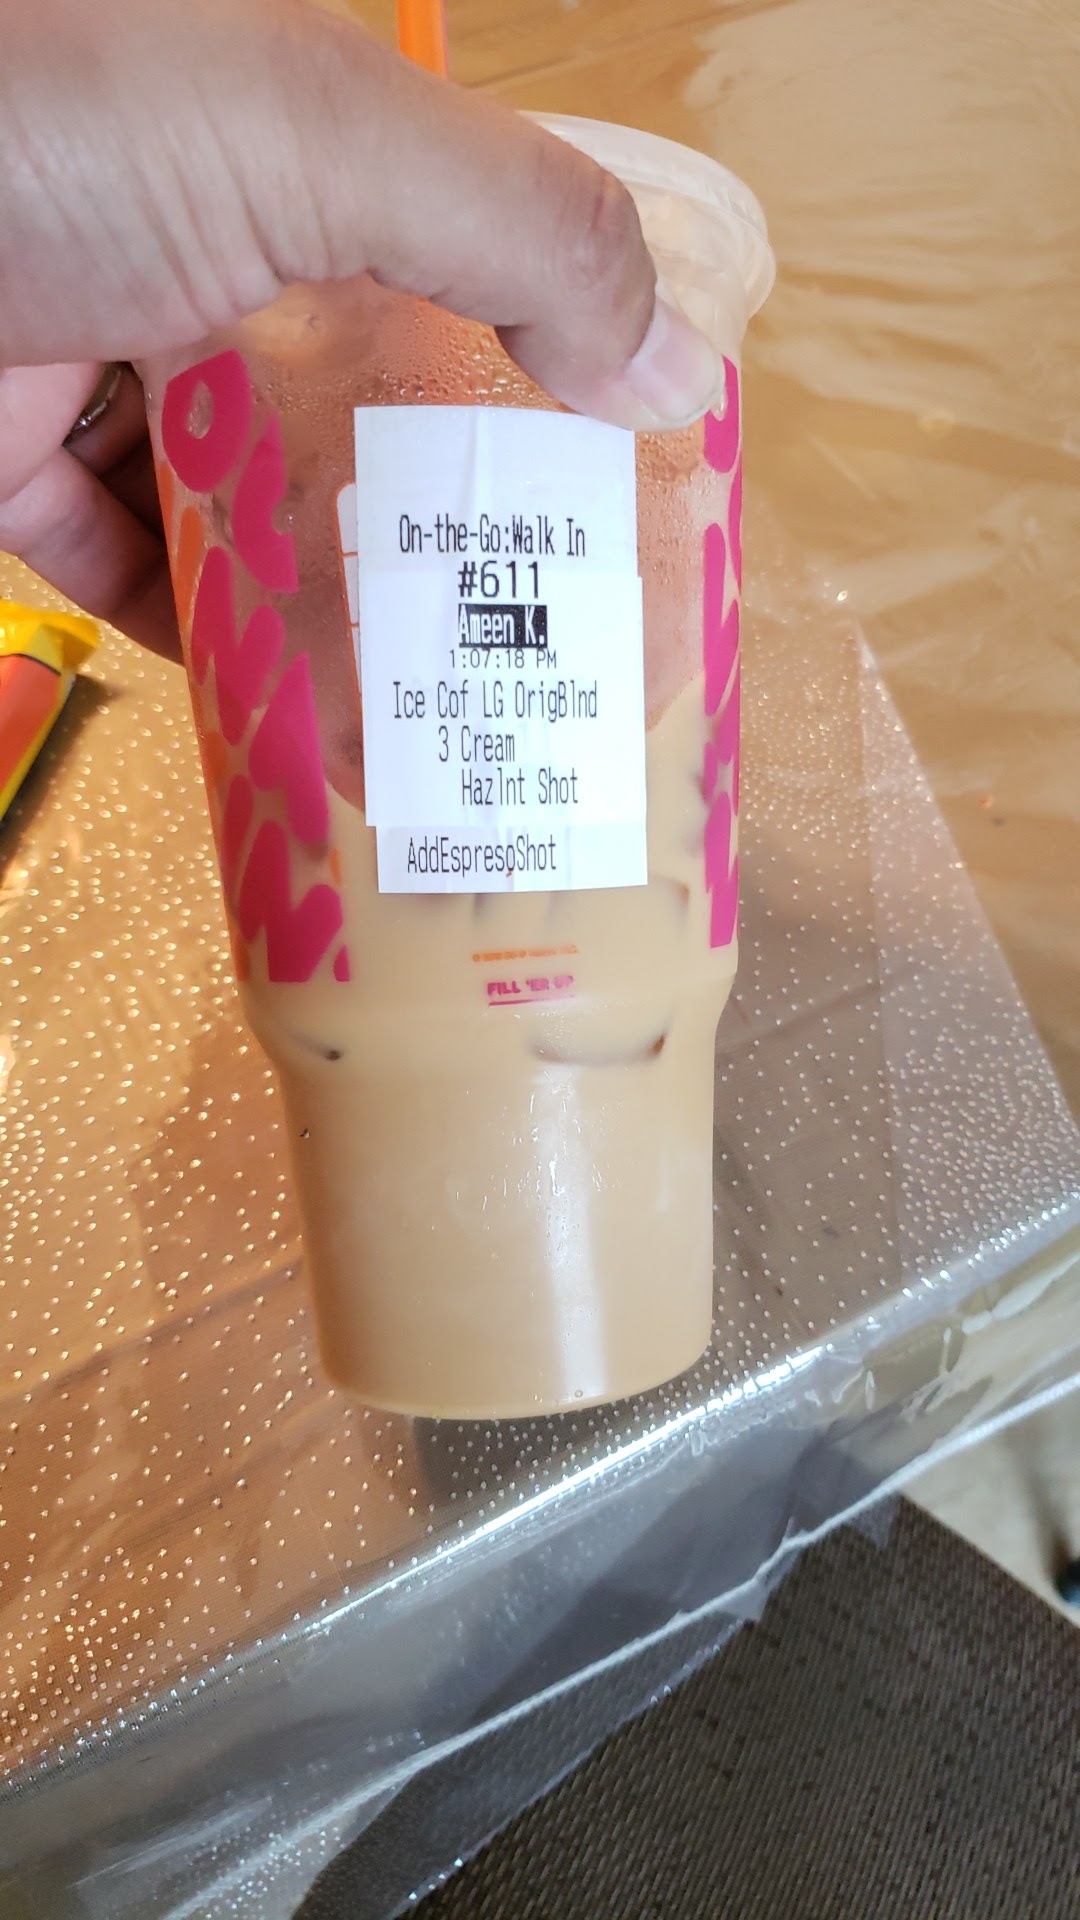 On-the-Go:Walk In
#611
Ameen K.
1:07:18 PM
Ice Cof LG OrigBlnd
3 Cream
Hazlnt Shot
AddEspresoShot
FILL 'ER UP